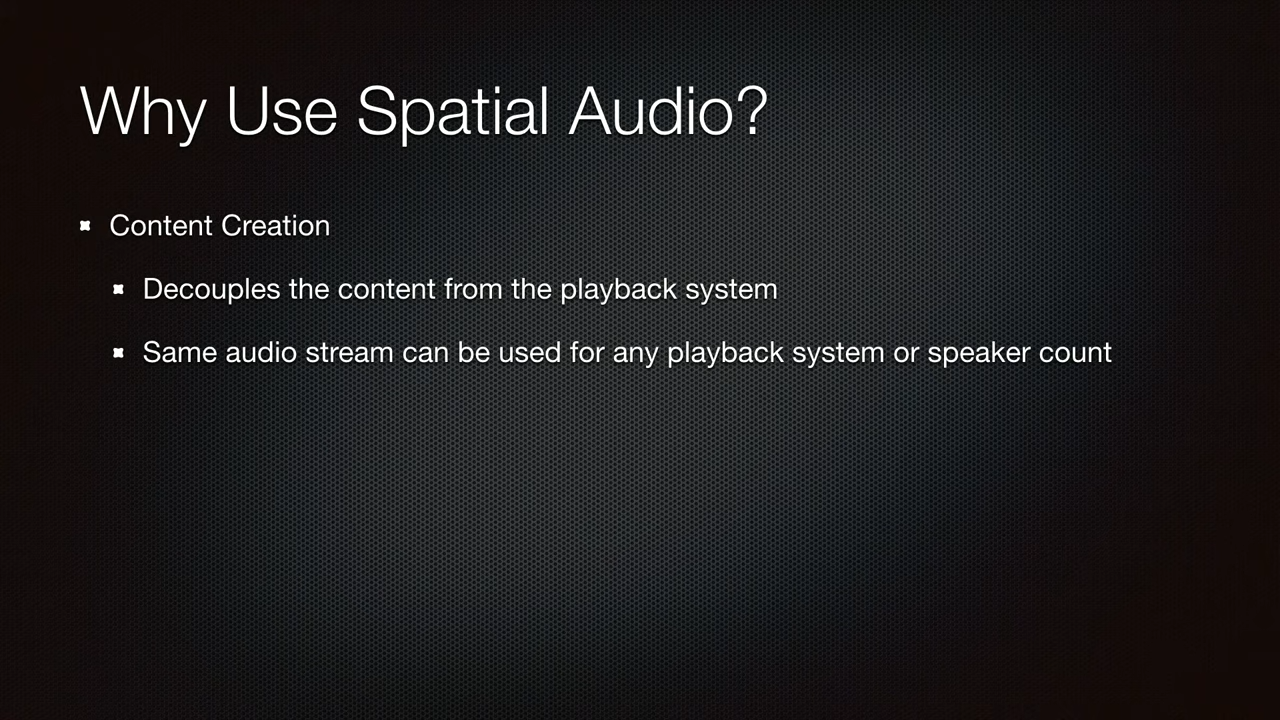 Why Use Spatial Audio?
Content Creation
Decouples the content from the playback system
Same audio stream can be used for any playback system or speaker count